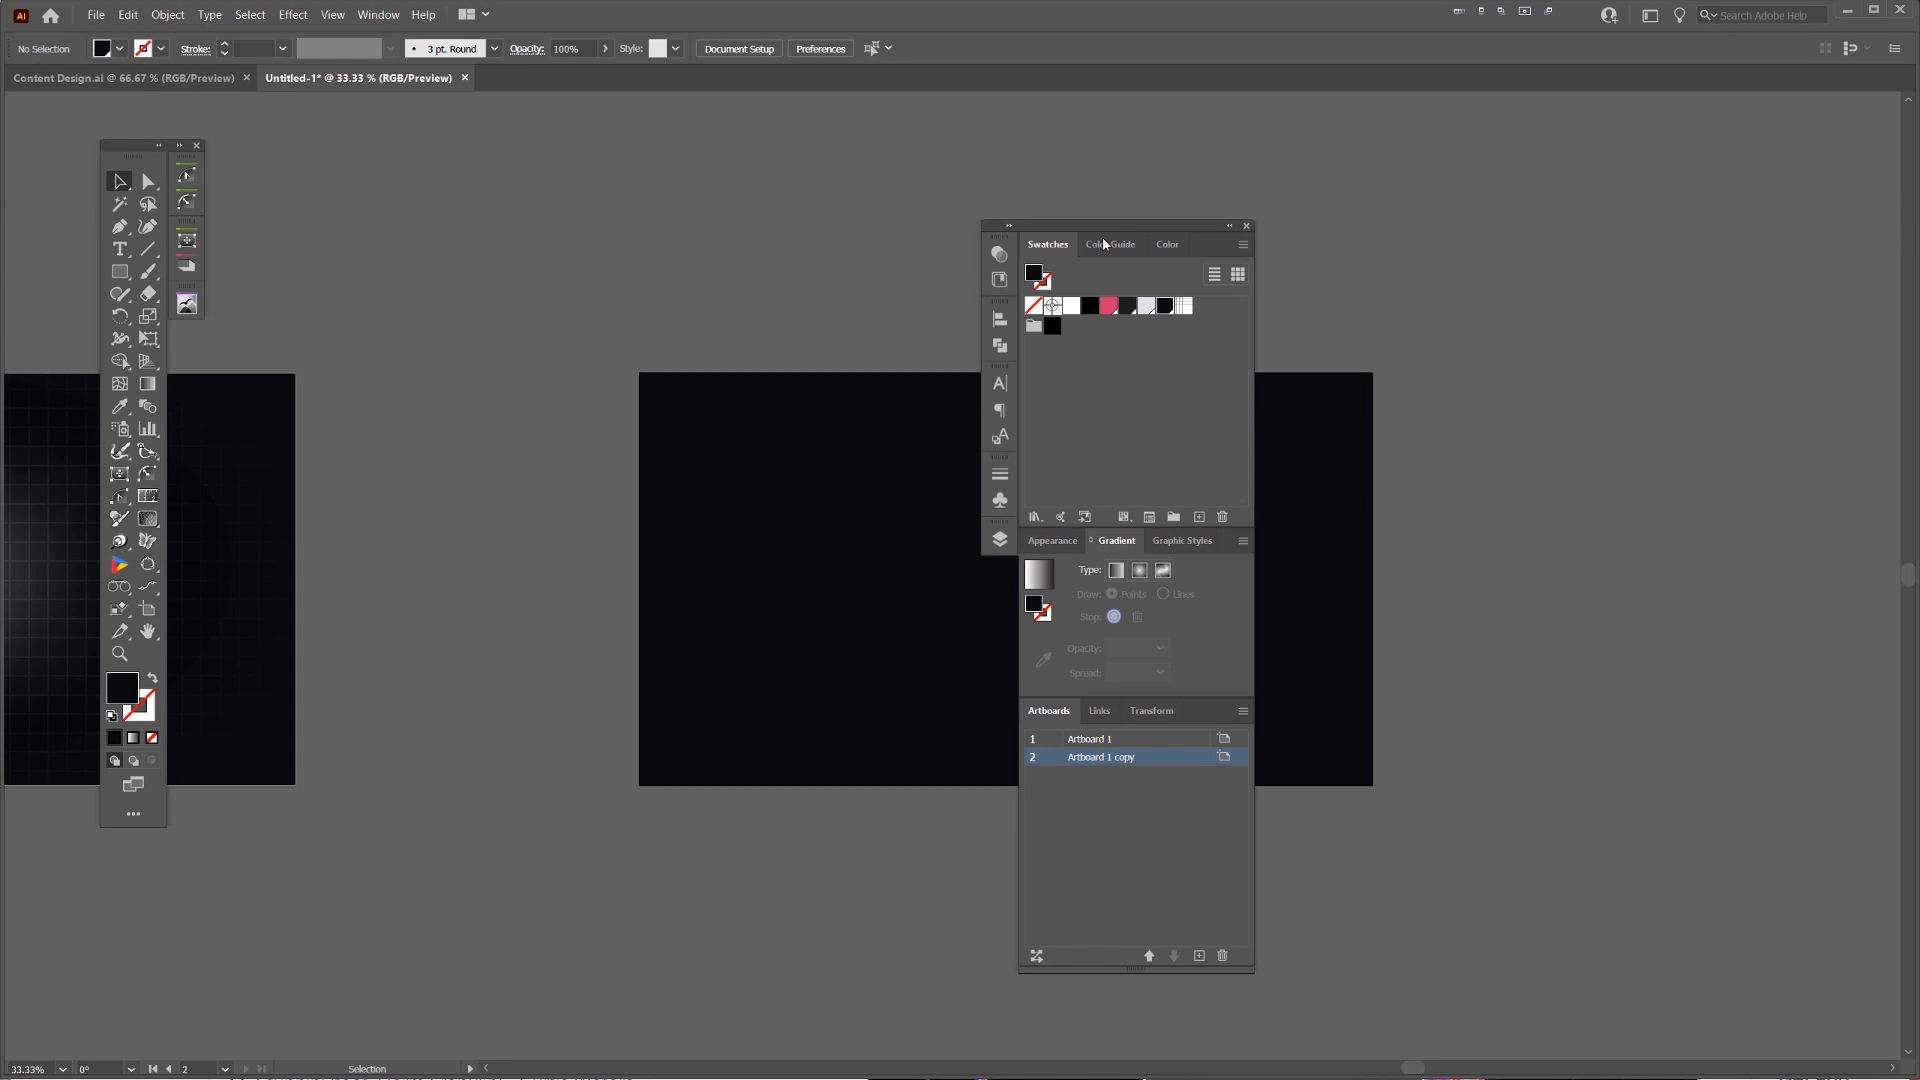 Ai File Edit Object Type Select Effect View Window Help Search Adobe Help
No Selection Stroke: 3 pt. Round Opacity: 100% Style: Document Setup Preferences
Content Design.ai @ 66.67 % (RGB/Preview) Untitled-1* @ 33.33 % (RGB/Preview)
Swatches Color Guide Color
Appearance Gradient Graphic Styles
Type:
Draw: Points Lines
Stop:
Opacity:
Spread:
Artboards Links Transform
1 Artboard 1
2 Artboard 1 copy
33.33% 0° 2 Selection